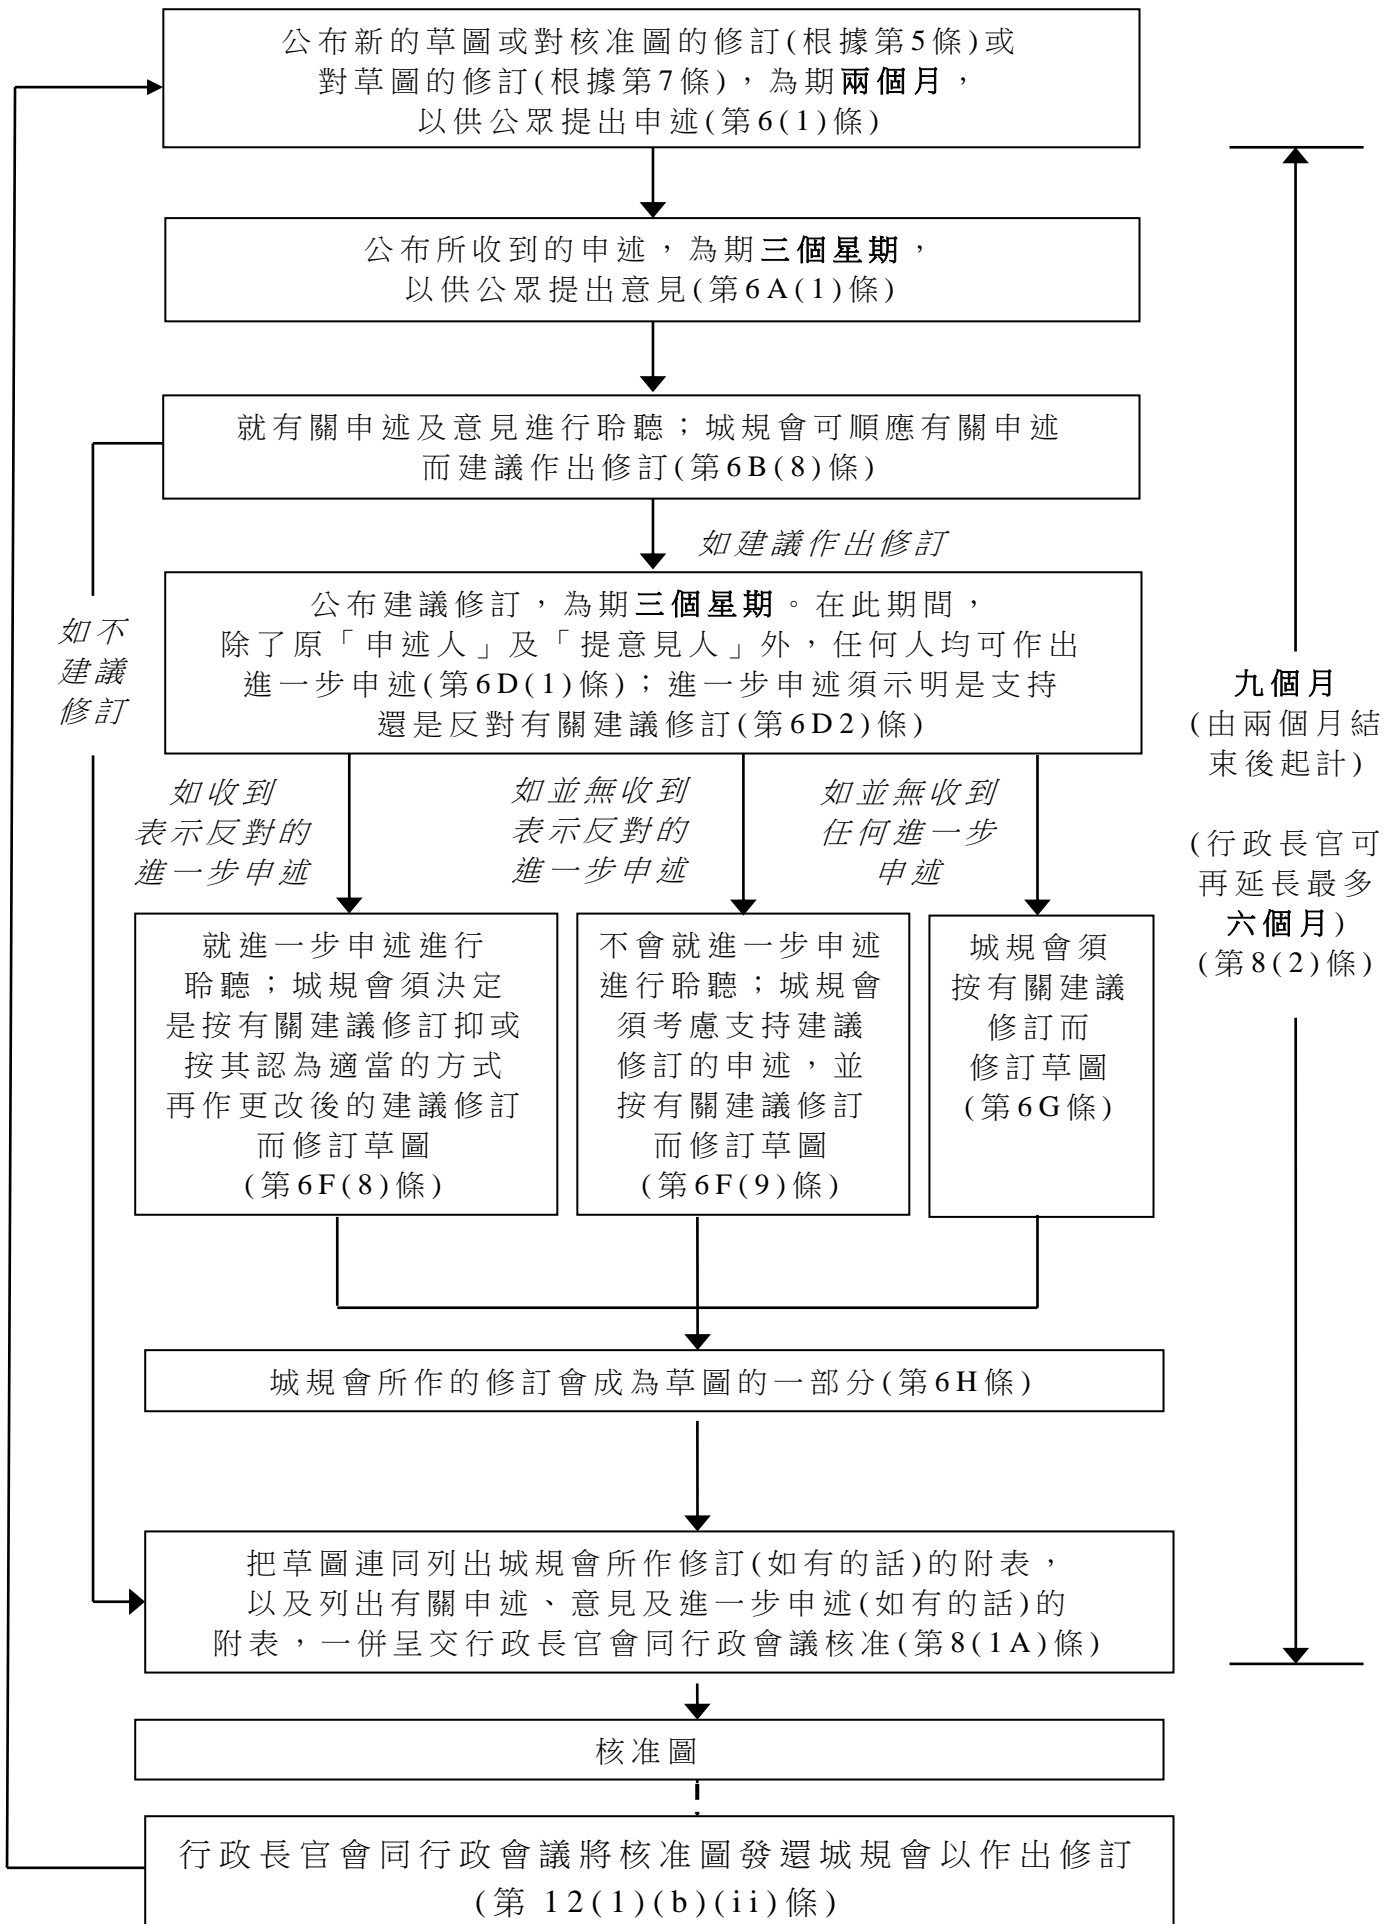 公布新的草圖或對核准圖的修訂(根據第5條)或
對草圖的修訂(根據第7條)，為期兩個月，
以供公眾提出申述(第6(1)條)
公布所收到的申述，為期三個星期，
以供公眾提出意見(第6A(1)條)
就有關申述及意見進行聆聽；城規會可順應有關申述
而建議作出修訂(第6B(8)條)
如建議作出修訂
如不
建議
修訂
公布建議修訂，為期三個星期。在此期間，
除了原「申述人」及「提意見人」外，任何人均可作出
進一步申述(第6D(1)條)；進一步申述須示明是支持
還是反對有關建議修訂(第6D2)條)
九個月
(由兩個月結
束後起計)
(行政長官可
再延長最多
六個月)
(第8(2)條)
如收到
表示反對的
進一步申述
如並無收到
表示反對的
進一步申述
如並無收到
任何進一步
申述
就進一步申述進行
聆聽；城規會須決定
是按有關建議修訂抑或
按其認為適當的方式
再作更改後的建議修訂
而修訂草圖
(第6F(8)條)
不會就進一步申述
進行聆聽；城規會
須考慮支持建議
修訂的申述，並
按有關建議修訂
而修訂草圖
(第6F(9)條)
城規會須
按有關建議
修訂而
修訂草圖
(第6G條)
城規會所作的修訂會成為草圖的一部分(第6H條)
把草圖連同列出城規會所作修訂(如有的話)的附表，
以及列出有關申述、意見及進一步申述(如有的話)的
附表，一併呈交行政長官會同行政會議核准(第8(1A)條)
核准圖
行政長官會同行政會議將核准圖發還城規會以作出修訂
(第 12(1)(b)(ii)條)